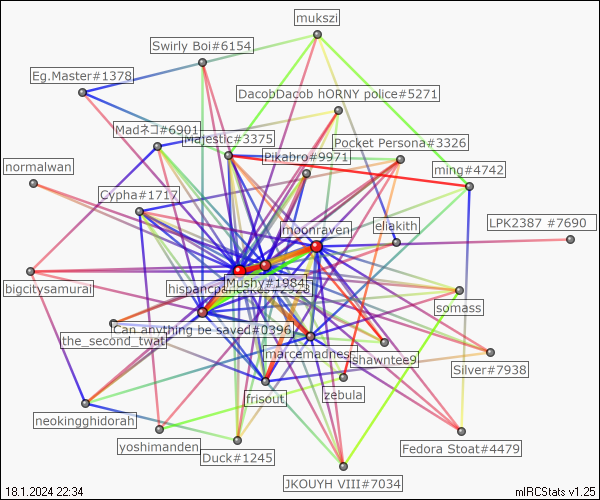 mukszi
Swirly Boi#6154
Eg.Master#1378
DacobDacob hORNY police#5271
Madネコ#6901
Majestic#3375
Pocket Persona#3326
Pikabro#9971
ming#4742
normalwan
Cypha#1717
LPK2387 #7690
eliakith
jmoonraven
Mushy#1984
bigcitysamurai
somass
Can anything be saved#0396
the_second_twat
marcemadness
shawntee9
Silver#7938
frisout
zebula
neokingghidorah
yoshimanden
Fedora Stoat#4479
Duck#1245
JKOUYH VIII#7034
18.1.2024 22:34
mIRCStats v1.25